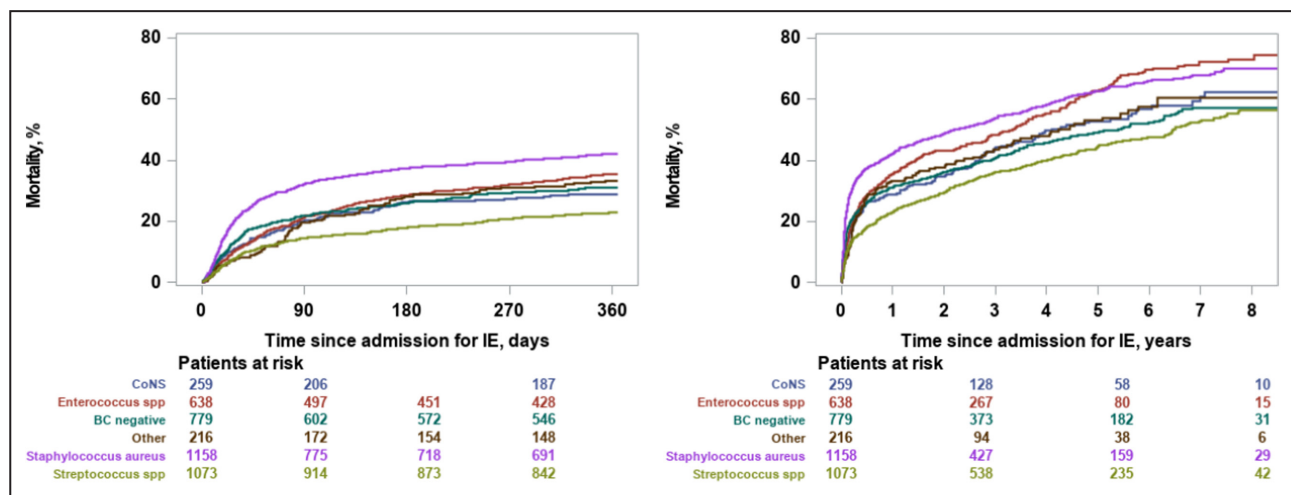 80
60
40
20
0
Mortality, %
0 90 180 270 360
Time since admission for IE, days
Patients at risk
CoNS 259 206 187
Enterococcus spp 638 497 451 428
BC negative 779 602 572 546
Other 216 172 154 148
Staphylococcus aureus 1158 775 718 691
Streptococcus spp 1073 914 873 842
80
60
40
20
0
Mortality, %
0 1 2 3 4 5 6 7 8
Time since admission for IE, years
Patients at risk
CoNS 259 128 58 10
Enterococcus spp 638 267 80 15
BC negative 779 373 182 31
Other 216 94 38 6
Staphylococcus aureus 1158 427 159 29
Streptococcus spp 1073 538 235 42